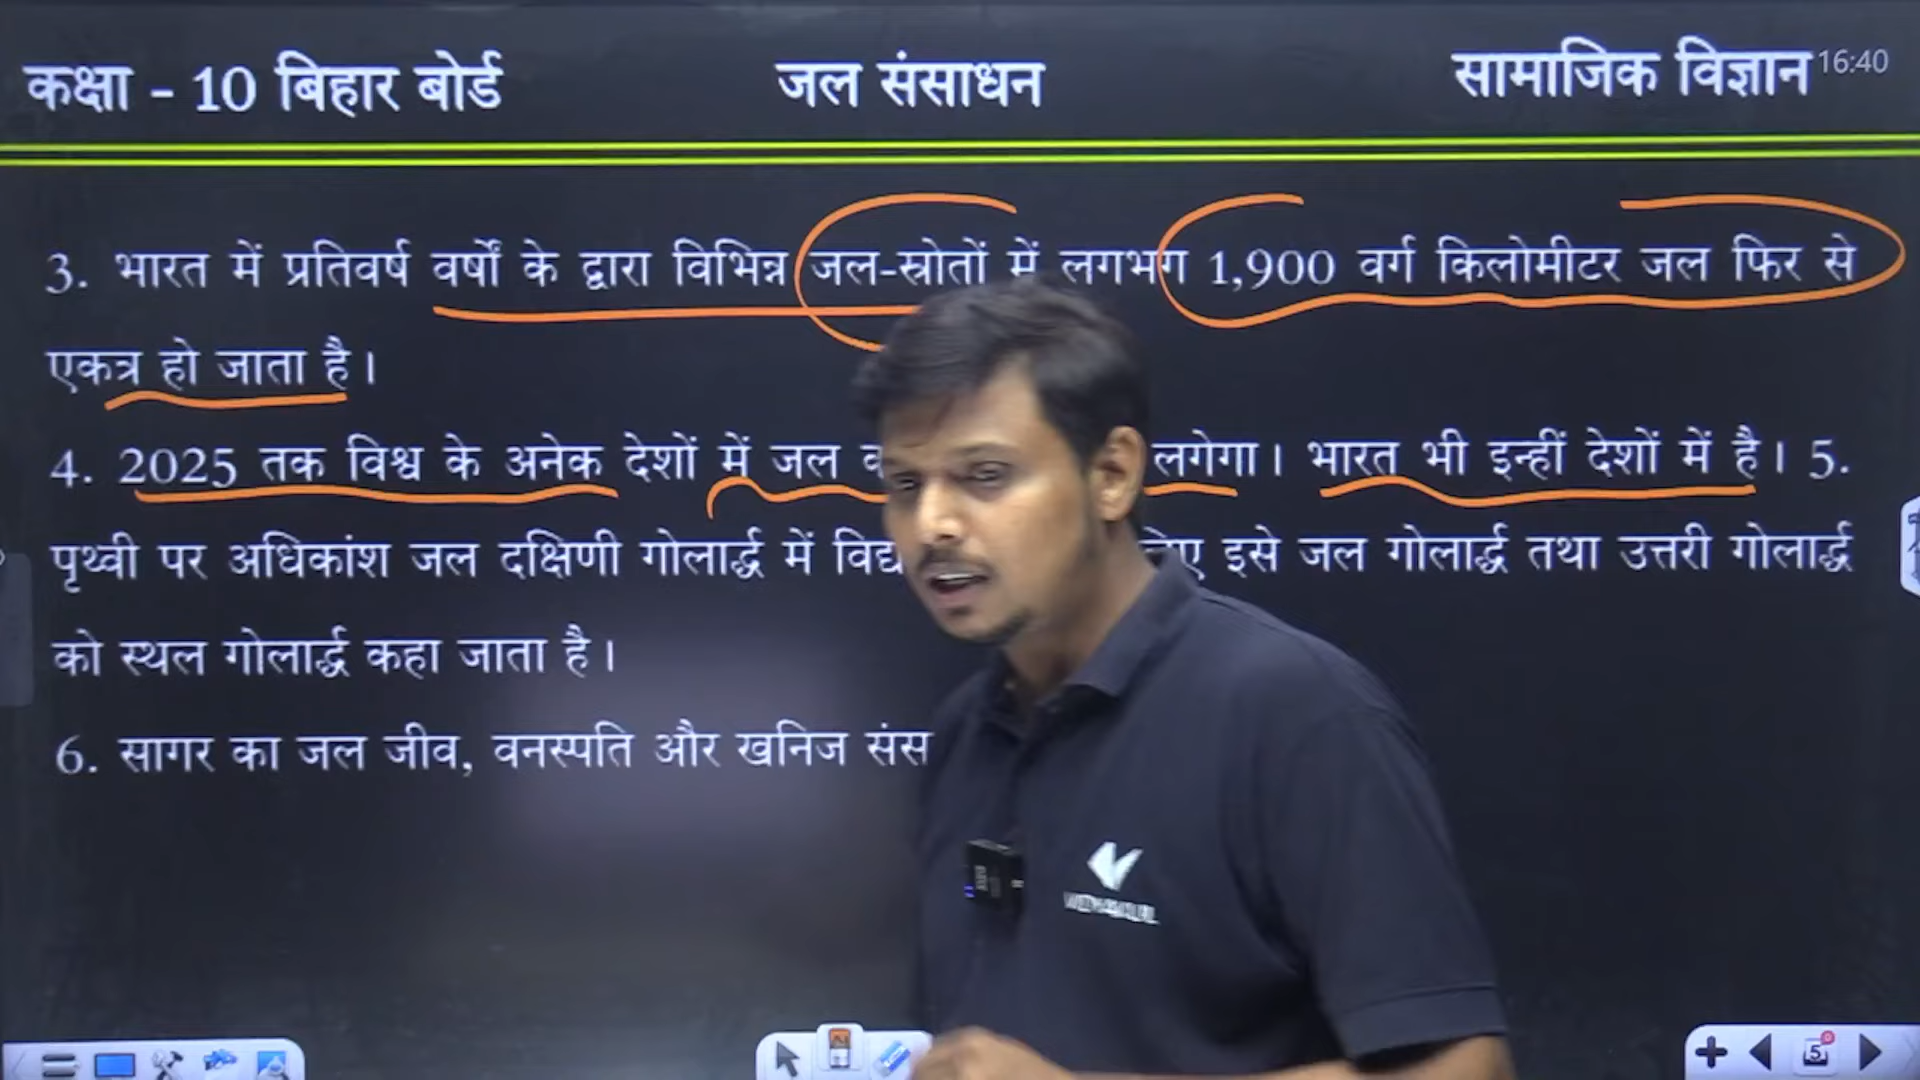 कक्षा - 10 बिहार बोर्ड जल संसाधन सामाजिक विज्ञान 16:40
3. भारत में प्रतिवर्ष वर्षों के द्वारा विभिन्न जल-स्रोतों में लगभग 1,900 वर्ग किलोमीटर जल फिर से
एकत्र हो जाता है।
4. 2025 तक विश्व के अनेक देशों में जल लगेगा। भारत भी इन्हीं देशों में है। 5.
पृथ्वी पर अधिकांश जल दक्षिणी गोलार्द्ध में इसे जल गोलार्द्ध तथा उत्तरी गोलार्द्ध
को स्थल गोलार्द्ध कहा जाता है।
6. सागर का जल जीव, वनस्पति और खनिज
5